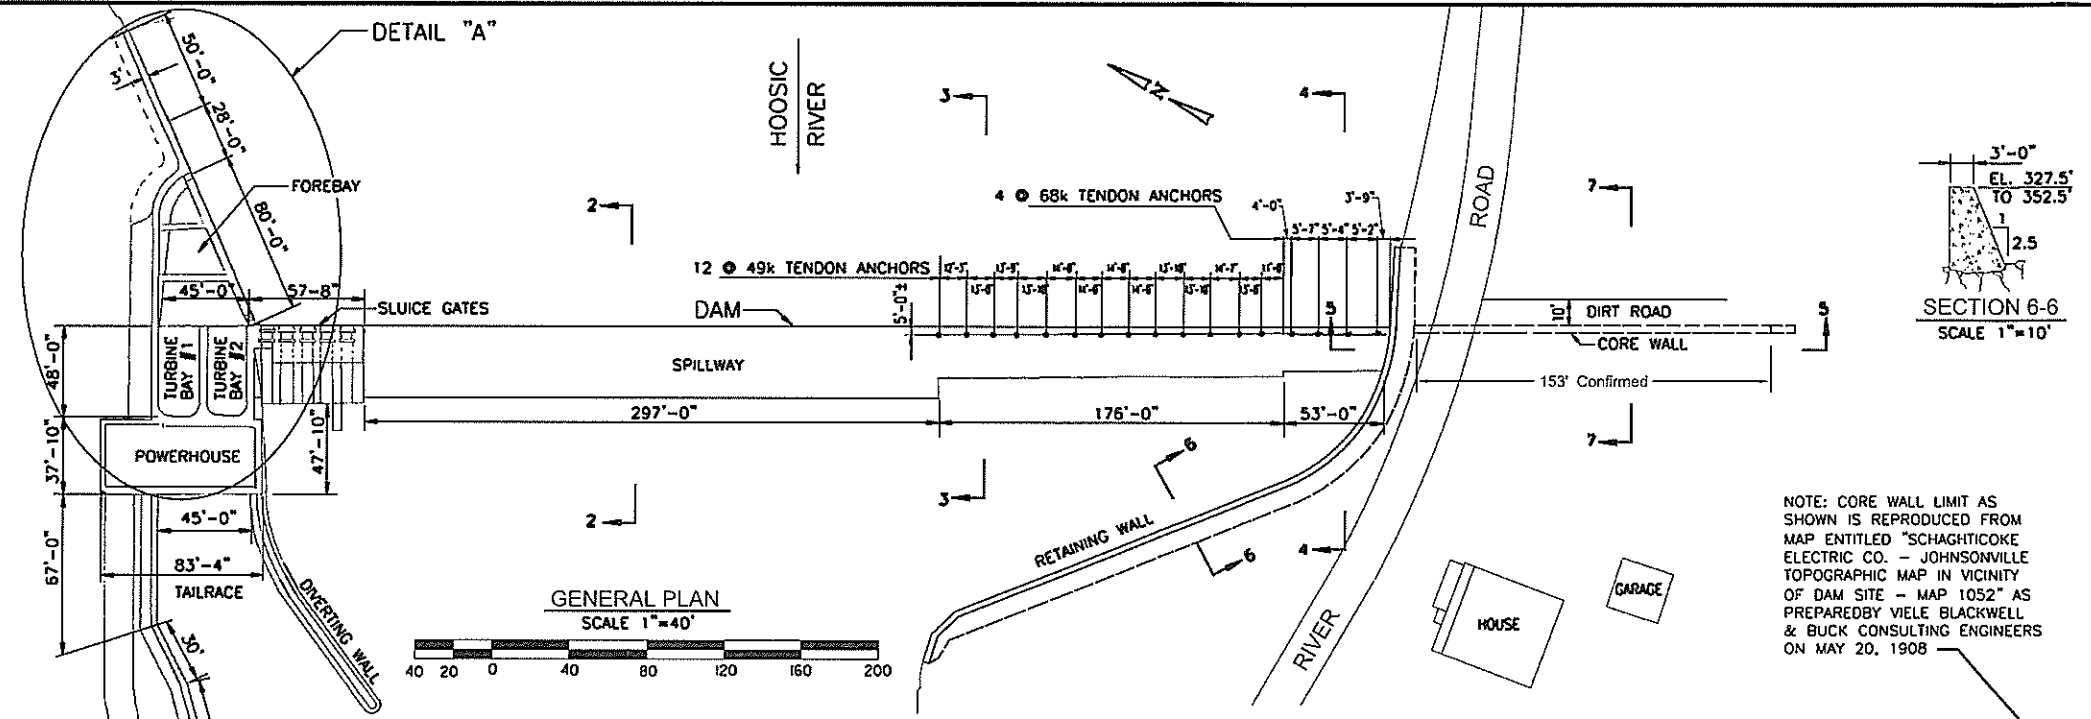 DETAIL "A"
50'-0"
3'
28'-0"
80'-0"
FOREBAY
45'-0"
57-8"
SLUICE GATES
TURBINE
BAY #1
TURBINE
BAY #2
48'-0"
37'-10"
POWERHOUSE
47'-10"
67'-0"
45'-0"
83'-4"
TAILRACE
30'
DIVERTING WALL
HOOSIC
RIVER
N
2
2
3
3
4
4
5
5
6
6
7
7
4 @ 68k TENDON ANCHORS
4'-0"
3'-9"
5'-7"
5'-4"
5'-2"
12 @ 49k TENDON ANCHORS
DAM
5'-0"±
SPILLWAY
297'-0"
176'-0"
53'-0"
RETAINING WALL
ROAD
RIVER
10'
DIRT ROAD
CORE WALL
153' Confirmed
HOUSE
GARAGE
GENERAL PLAN
SCALE 1"=40'
40 20 0 40 80 120 160 200
3'-0"
EL. 327.5'
TO 352.5'
1
2.5
SECTION 6-6
SCALE 1"=10'
NOTE: CORE WALL LIMIT AS
SHOWN IS REPRODUCED FROM
MAP ENTITLED "SCHAGHTICOKE
ELECTRIC CO. - JOHNSONVILLE
TOPOGRAPHIC MAP IN VICINITY
OF DAM SITE - MAP 1052" AS
PREPAREDBY VIELE BLACKWELL
& BUCK CONSULTING ENGINEERS
ON MAY 20, 1908